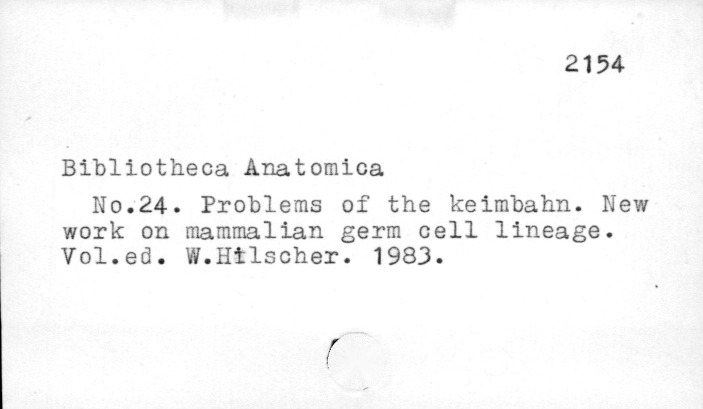 2154
Bibliotheca Anatomica
No.24. Problems of the keimbahn. New
work on mammalian germ cell lineage.
Vol.ed. W.Hilscher. 1983.